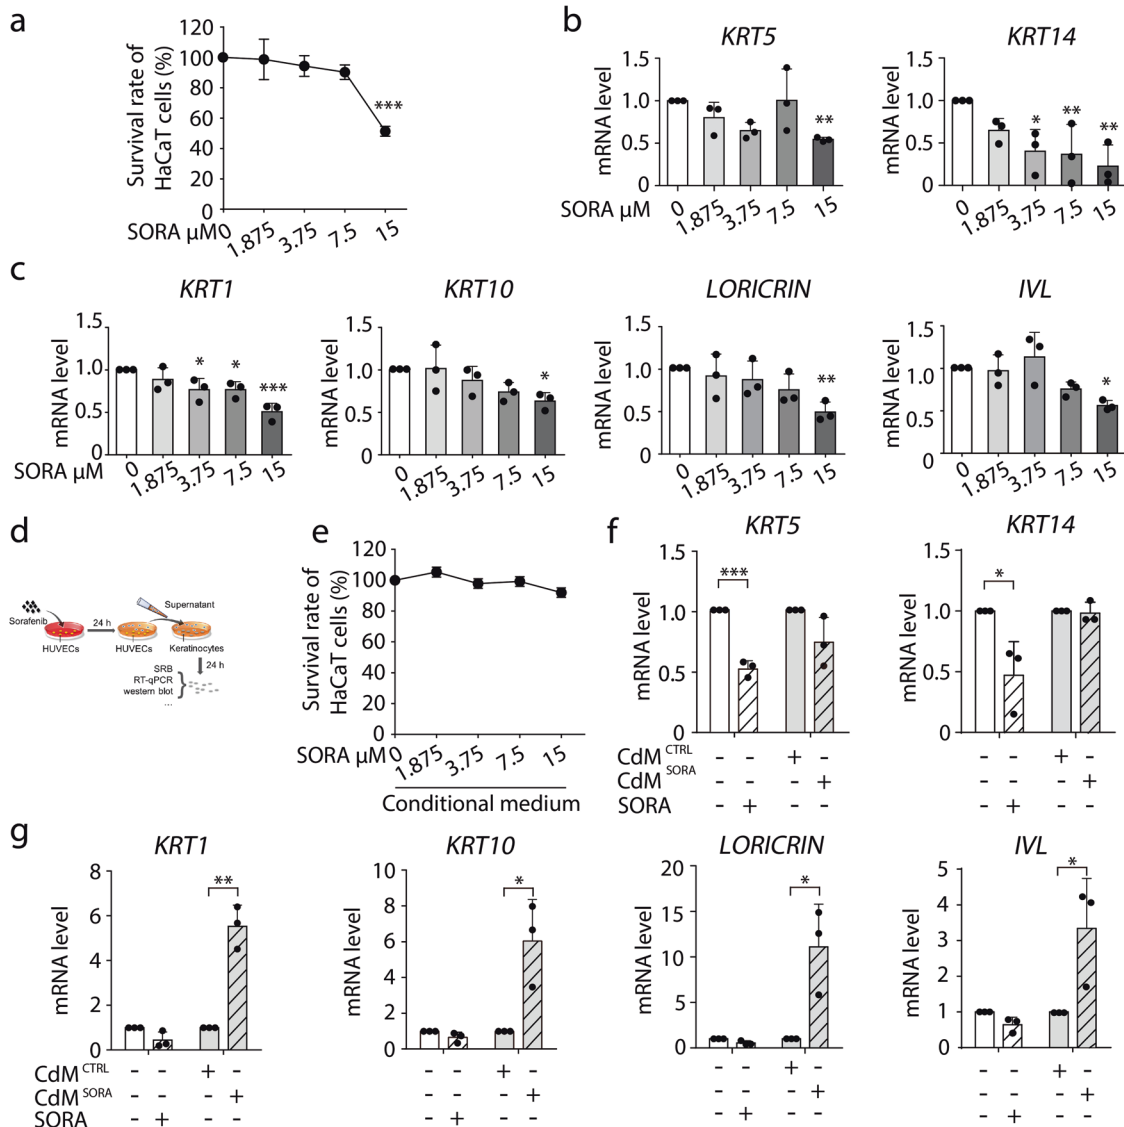 a
Survival rate of
HaCaT cells (%)
120
100
80
60
40
20
0
***
SORA μM
0 1.875 3.75 7.5 15
b
KRT5
mRNA level
1.5
1.0
0.5
0
**
SORA μM
0 1.875 3.75 7.5 15
KRT14
mRNA level
1.5
1.0
0.5
0
* ** **
0 1.875 3.75 7.5 15
c
KRT1
mRNA level
1.5
1.0
0.5
0
* * ***
SORA μM
0 1.875 3.75 7.5 15
KRT10
mRNA level
1.5
1.0
0.5
0
*
0 1.875 3.75 7.5 15
LORICRIN
mRNA level
1.5
1.0
0.5
0
**
0 1.875 3.75 7.5 15
IVL
mRNA level
1.5
1.0
0.5
0
*
0 1.875 3.75 7.5 15
d
Sorafenib
24 h
Supernatant
HUVECs HUVECs Keratinocytes
24 h
SRB
RT-qPCR
western blot
...
e
Survival rate of
HaCaT cells (%)
120
100
80
60
40
20
0
SORA μM
0 1.875 3.75 7.5 15
Conditional medium
f
KRT5
mRNA level
1.5
1.0
0.5
0
***
CdM CTRL - - + -
CdM SORA - - - +
SORA - + - -
KRT14
mRNA level
1.5
1.0
0.5
0
*
- - + -
- - - +
- + - -
g
KRT1
mRNA level
8
6
4
2
0
**
CdM CTRL - - + -
CdM SORA - - - +
SORA - + - -
KRT10
mRNA level
10
8
6
4
2
0
*
- - + -
- - - +
- + - -
LORICRIN
mRNA level
20
15
10
5
0
*
- - + -
- - - +
- + - -
IVL
mRNA level
5
4
3
2
1
0
*
- - + -
- - - +
- + - -